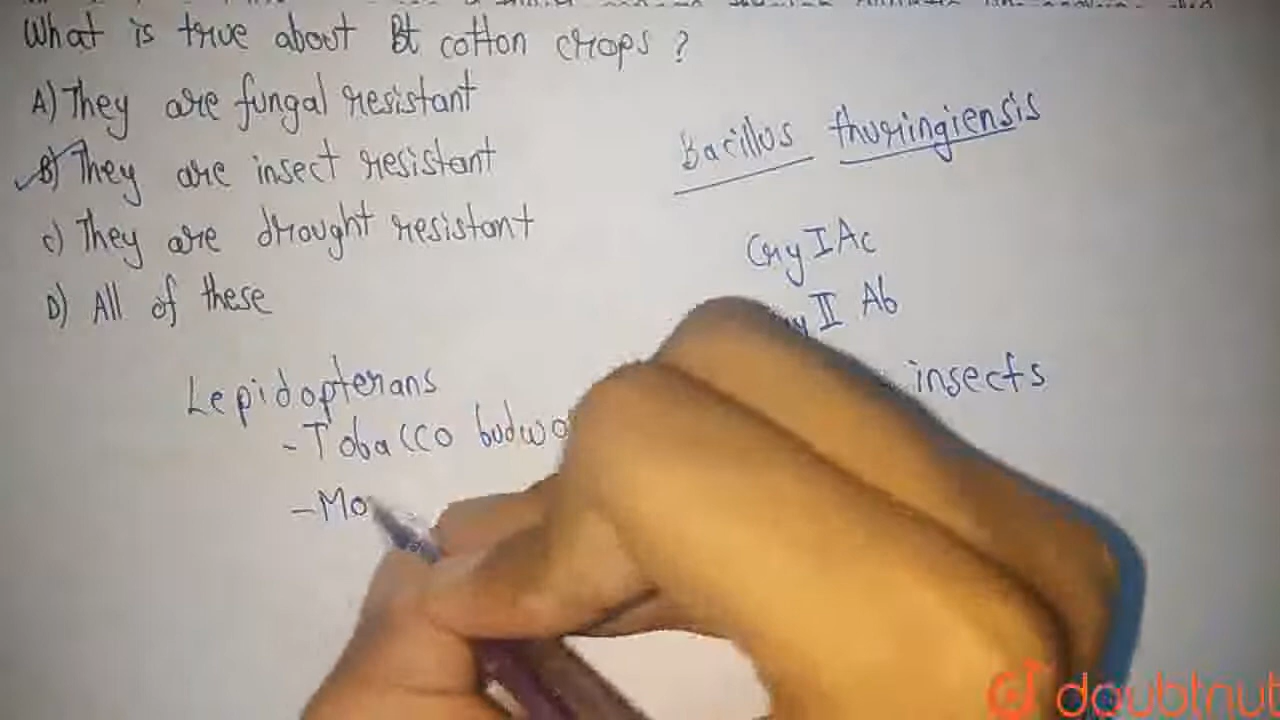 What is true about Bt cotton crops ?
A) They are fungal resistant
B) They are insect resistant
C) They are drought resistant
D) All of these
Bacillus thuringiensis
Cry I Ac
II Ab
insects
Lepidopterans
- Tobacco budwo
- Mo
doubtnut